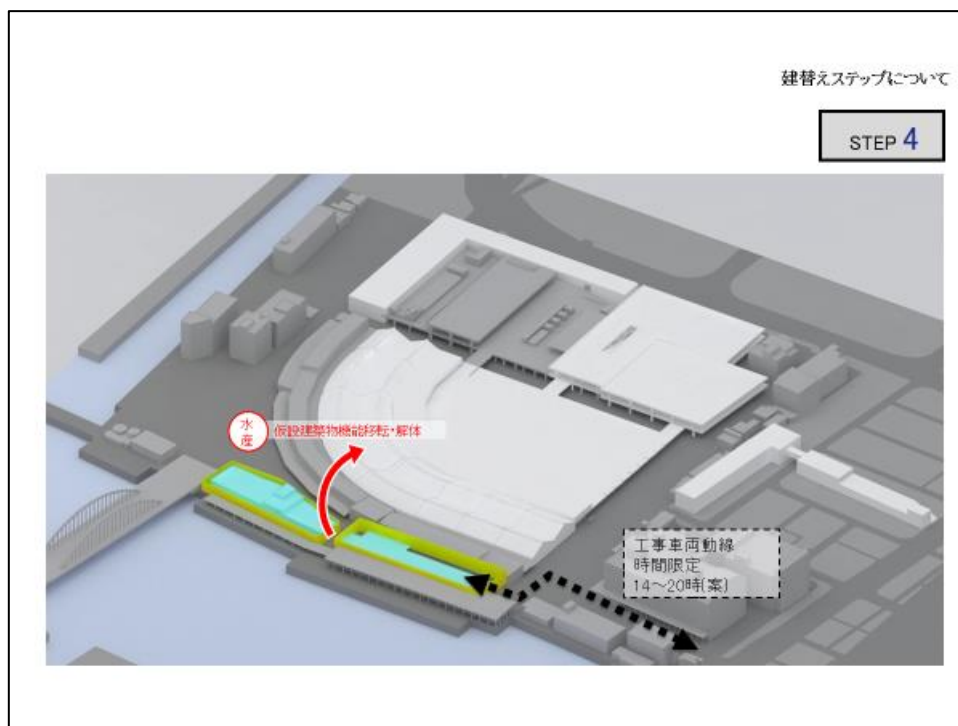 建替えステップについて
STEP 4
水
産
仮設建築物機能移転・解体
工事車両動線
時間限定
14～20時(案)